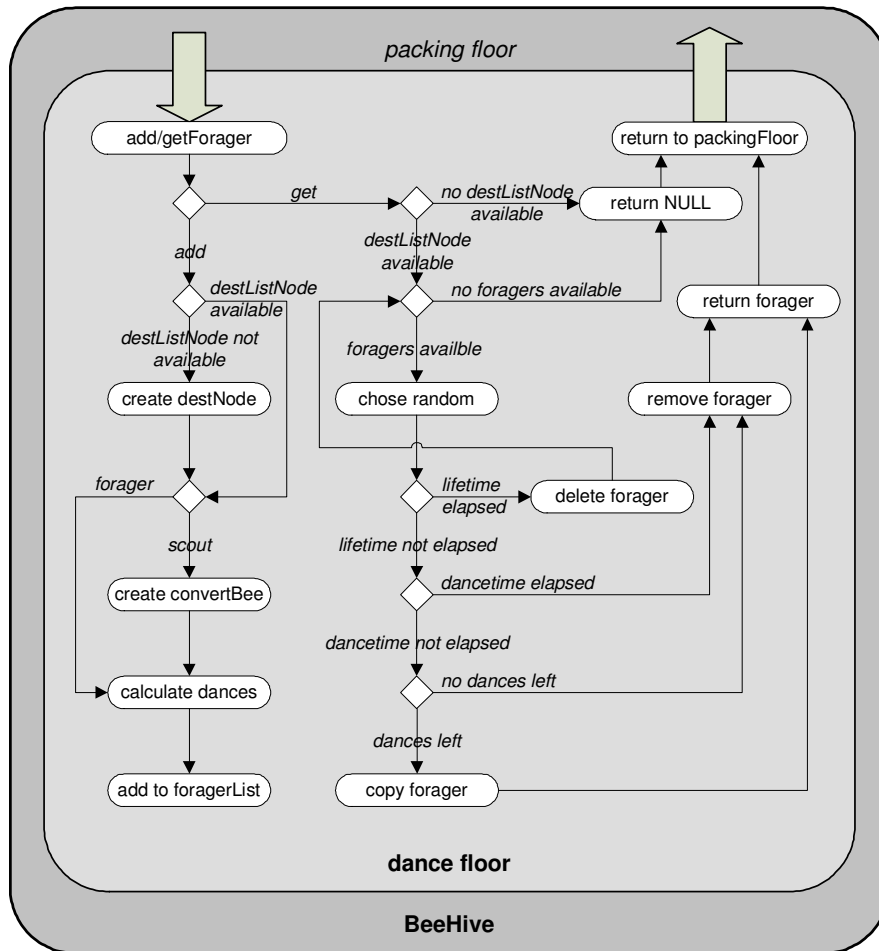 packing floor
add/getForager
return to packingFloor
get
no destListNode
available
return NULL
add
destListNode
available
destListNode
available
no foragers available
return forager
destListNode not
available
foragers availble
create destNode
chose random
remove forager
forager
lifetime
elapsed
delete forager
scout
lifetime not elapsed
create convertBee
dancetime elapsed
dancetime not elapsed
calculate dances
no dances left
dances left
add to foragerList
copy forager
dance floor
BeeHive